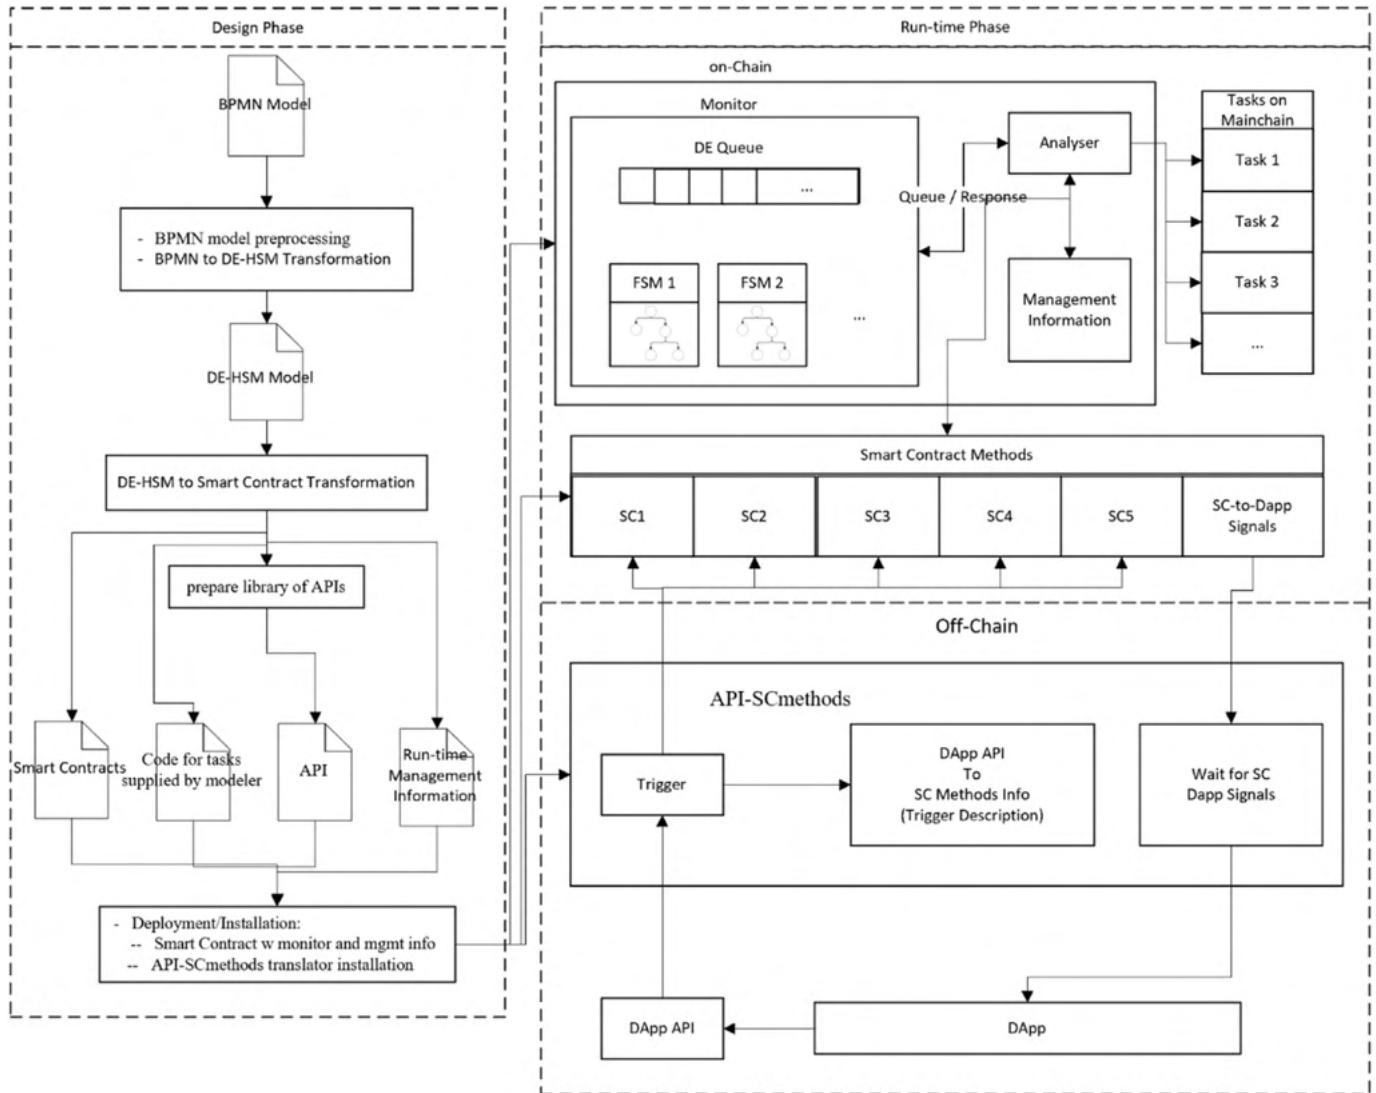 Design Phase
BPMN Model
- BPMN model preprocessing
- BPMN to DE-HSM Transformation
DE-HSM Model
DE-HSM to Smart Contract Transformation
prepare library of APIs
Smart Contracts
Code for tasks
supplied by modeler
API
Run-time
Management
Information
- Deployment/Installation:
-- Smart Contract w monitor and mgmt info
-- API-SCmethods translator installation
Run-time Phase
on-Chain
Monitor
DE Queue
...
FSM 1
FSM 2
...
Queue / Response
Analyser
Management
Information
Tasks on
Mainchain
Task 1
Task 2
Task 3
...
Smart Contract Methods
SC1
SC2
SC3
SC4
SC5
SC-to-Dapp
Signals
Off-Chain
API-SCmethods
Trigger
DApp API
To
SC Methods Info
(Trigger Description)
Wait for SC
Dapp Signals
DApp API
DApp